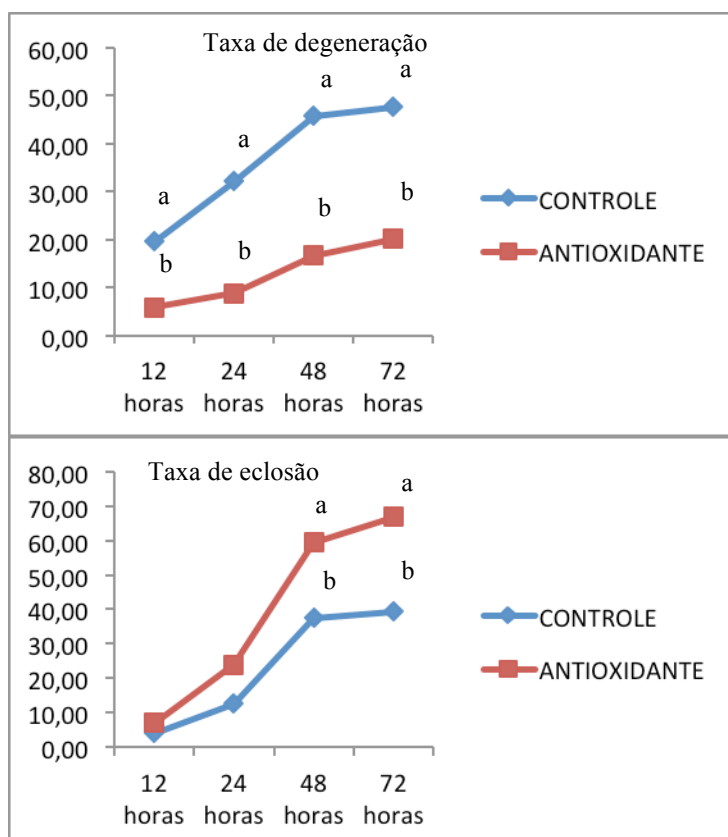 Taxa de degeneração
60,00
50,00
40,00
30,00
20,00
10,00
0,00
a a a a
b b b b
12 horas
24 horas
48 horas
72 horas
CONTROLE
ANTIOXIDANTE
Taxa de eclosão
80,00
70,00
60,00
50,00
40,00
30,00
20,00
10,00
0,00
a a
b b
12 horas
24 horas
48 horas
72 horas
CONTROLE
ANTIOXIDANTE